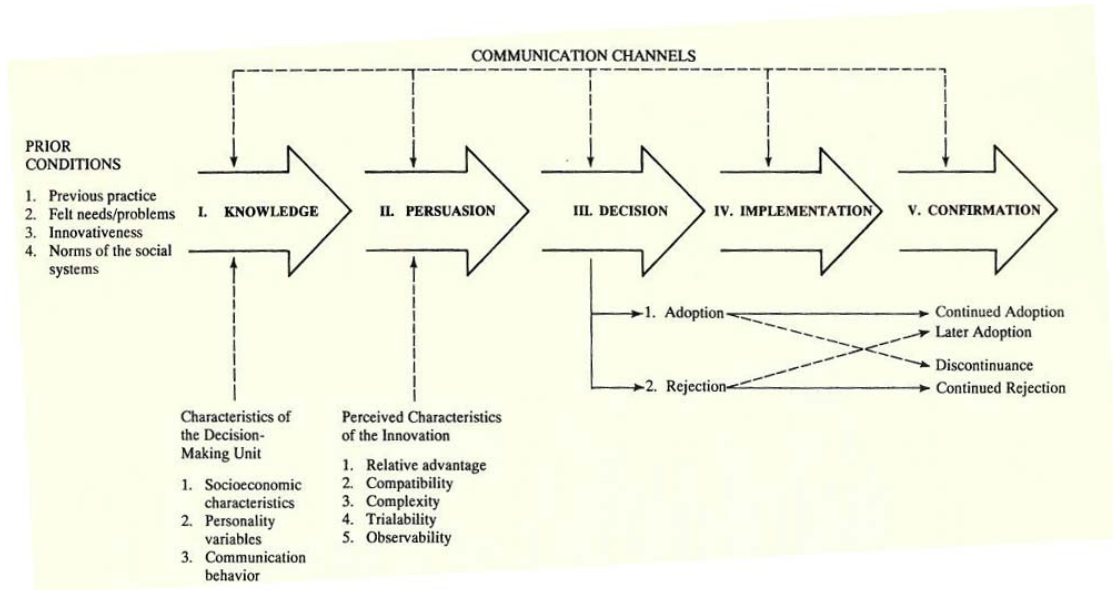 COMMUNICATION CHANNELS
PRIOR
CONDITIONS
1. Previous practice
2. Felt needs/problems
3. Innovativeness
4. Norms of the social
systems
I. KNOWLEDGE
II. PERSUASION
III. DECISION
IV. IMPLEMENTATION
V. CONFIRMATION
1. Adoption
2. Rejection
Continued Adoption
Later Adoption
Discontinuance
Continued Rejection
Characteristics of
the Decision-
Making Unit
1. Socioeconomic
characteristics
2. Personality
variables
3. Communication
behavior
Perceived Characteristics
of the Innovation
1. Relative advantage
2. Compatibility
3. Complexity
4. Trialability
5. Observability